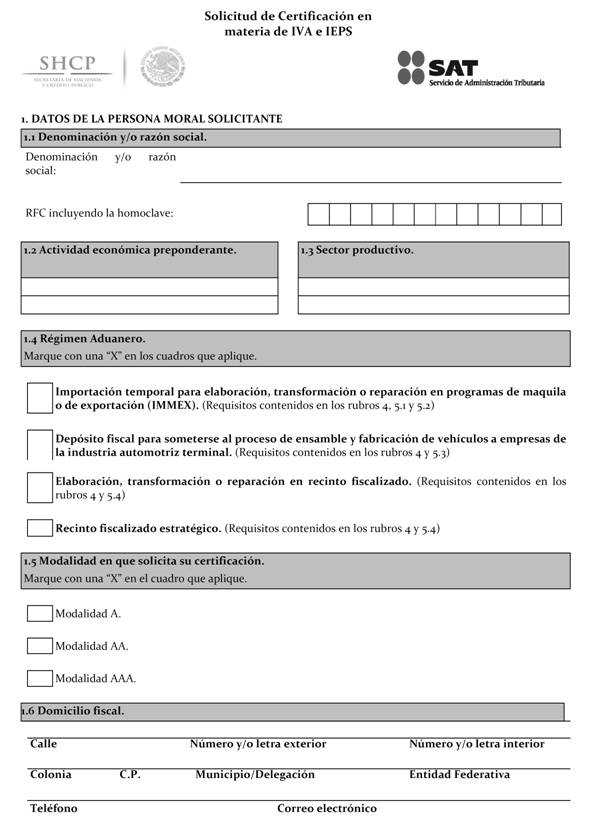 Solicitud de Certificación en
materia de IVA e IEPS
SHCP
SECRETARÍA DE HACIENDA
Y CRÉDITO PÚBLICO
SAT
Servicio de Administración Tributaria
1. DATOS DE LA PERSONA MORAL SOLICITANTE
1.1 Denominación y/o razón social.
Denominación y/o razón
social:
RFC incluyendo la homoclave:
1.2 Actividad económica preponderante.
1.3 Sector productivo.
1.4 Régimen Aduanero.
Marque con una “X” en los cuadros que aplique.
Importación temporal para elaboración, transformación o reparación en programas de maquila
o de exportación (IMMEX). (Requisitos contenidos en los rubros 4, 5.1 y 5.2)
Depósito fiscal para someterse al proceso de ensamble y fabricación de vehículos a empresas de
la industria automotriz terminal. (Requisitos contenidos en los rubros 4 y 5.3)
Elaboración, transformación o reparación en recinto fiscalizado. (Requisitos contenidos en los
rubros 4 y 5.4)
Recinto fiscalizado estratégico. (Requisitos contenidos en los rubros 4 y 5.4)
1.5 Modalidad en que solicita su certificación.
Marque con una “X” en el cuadro que aplique.
Modalidad A.
Modalidad AA.
Modalidad AAA.
1.6 Domicilio fiscal.
Calle Número y/o letra exterior Número y/o letra interior
Colonia C.P. Municipio/Delegación Entidad Federativa
Teléfono Correo electrónico